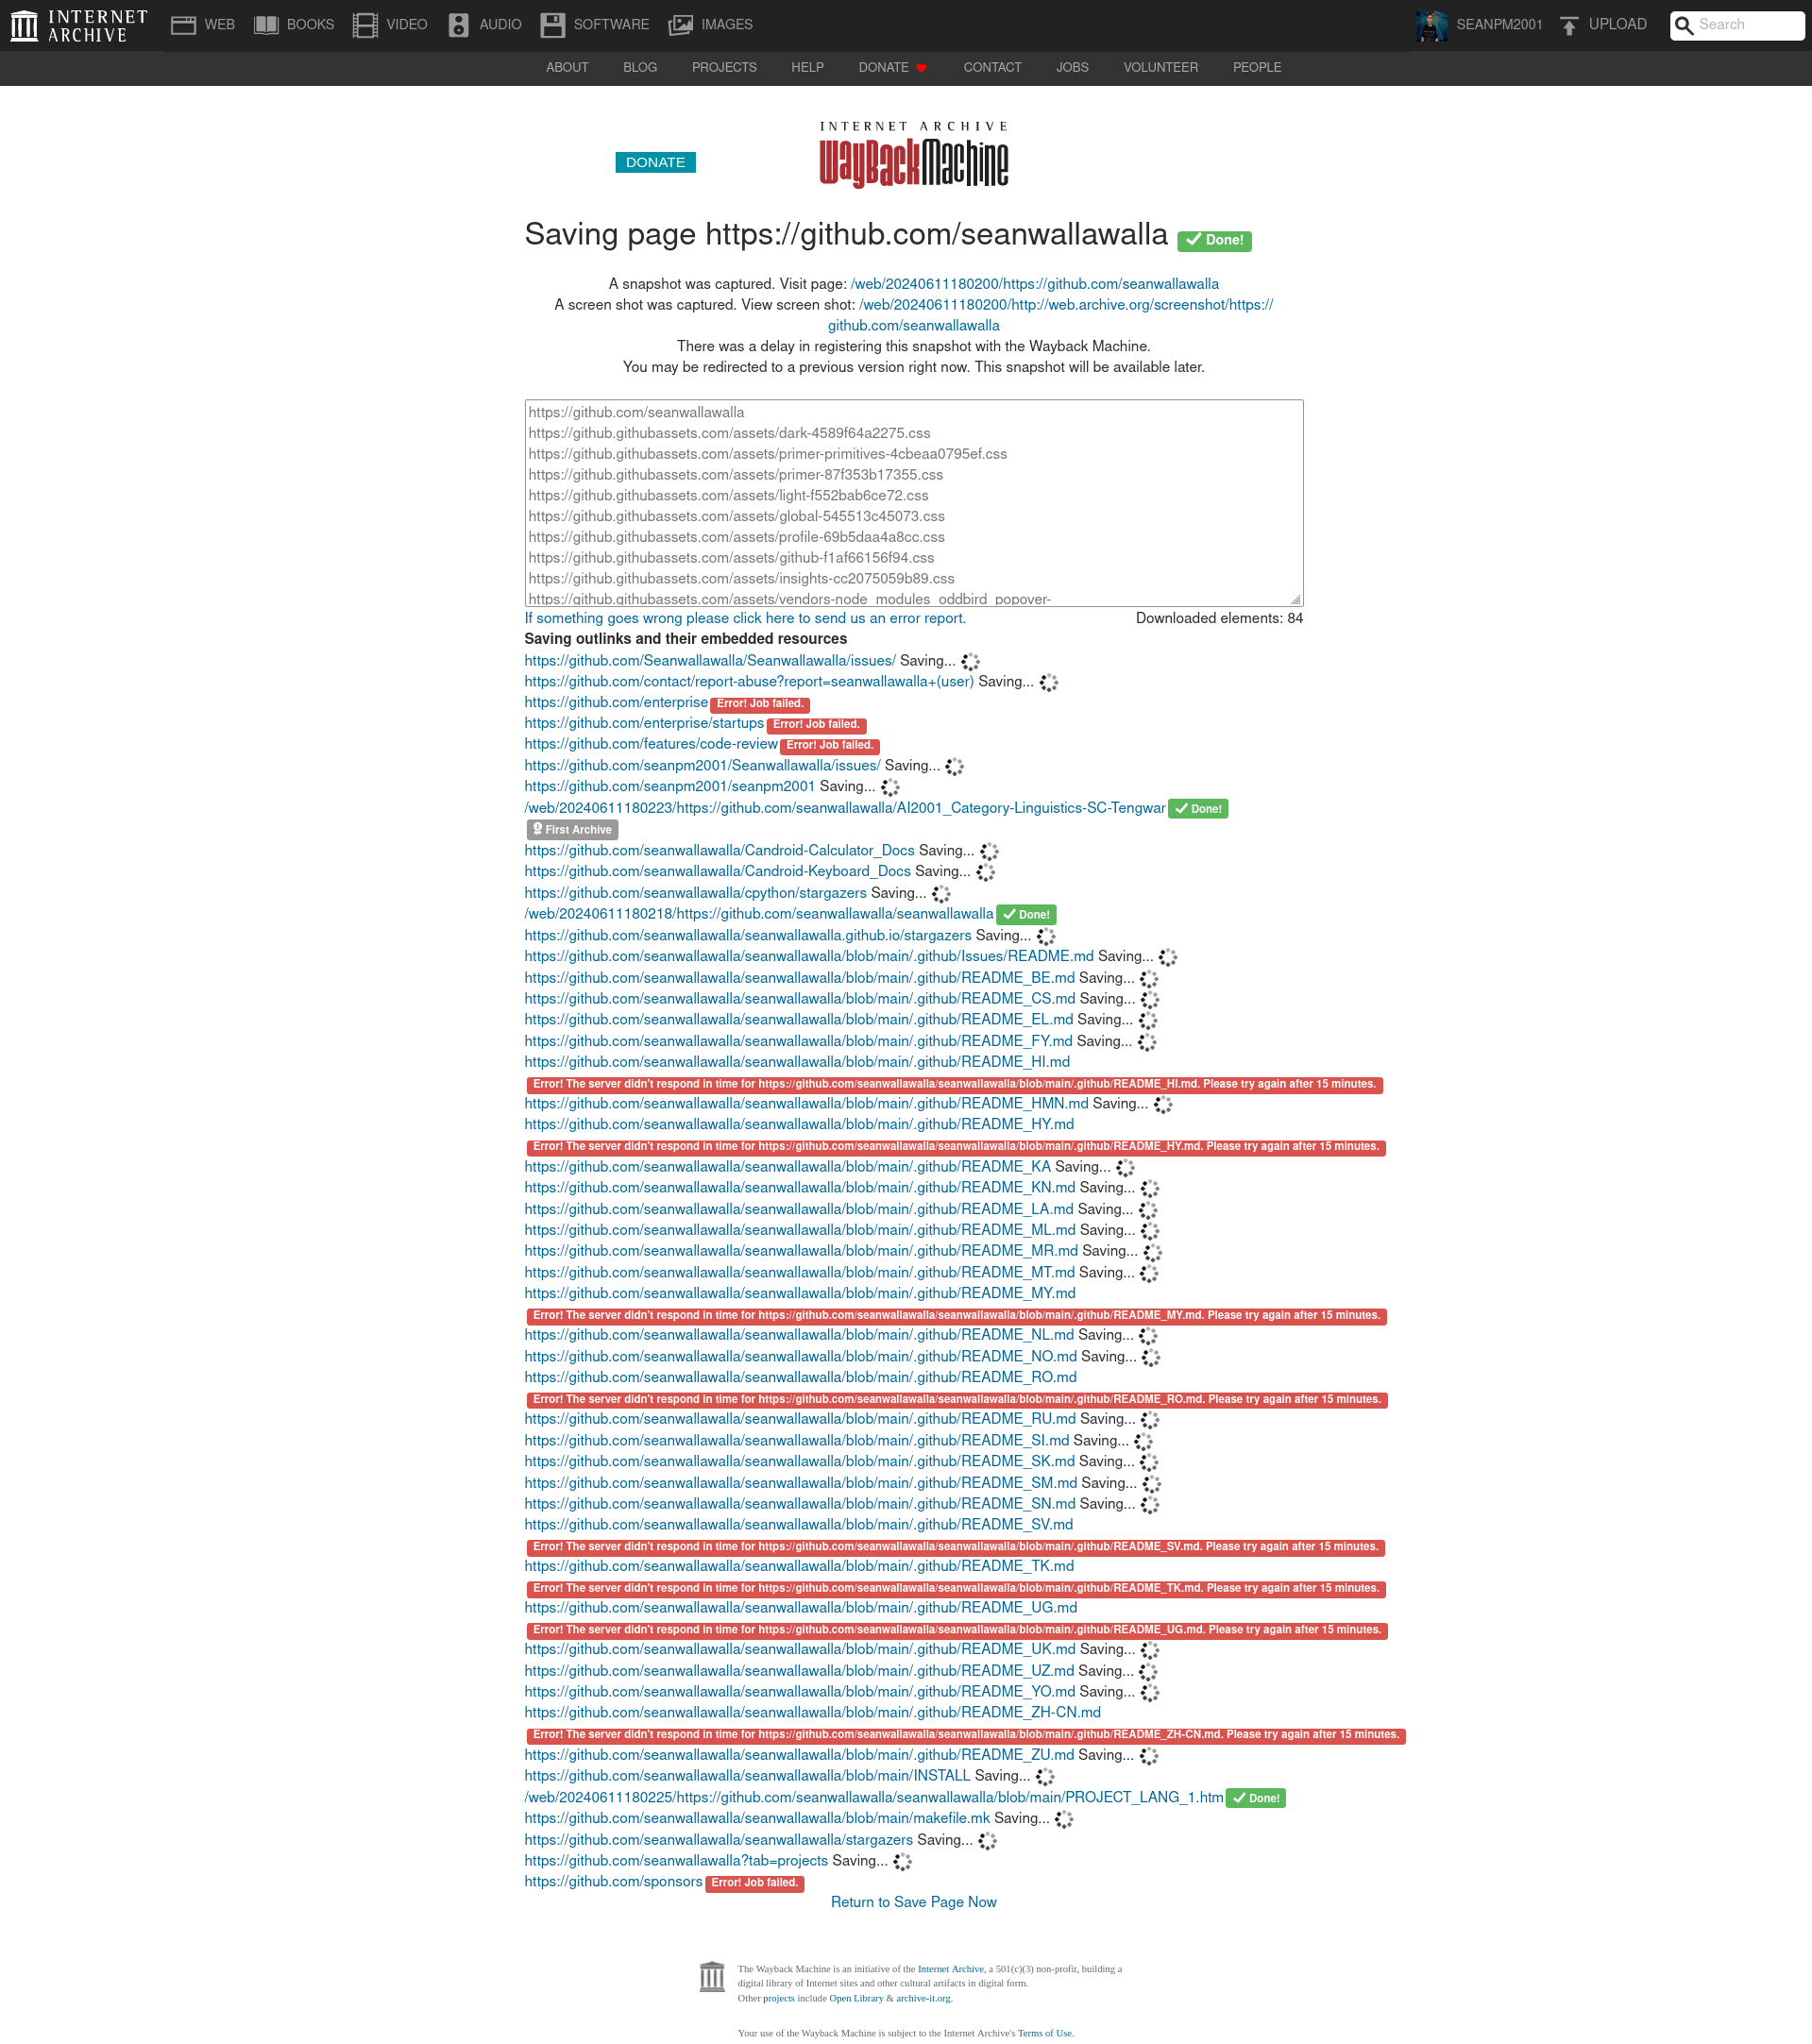 INTERNET ARCHIVE
WEB BOOKS VIDEO AUDIO SOFTWARE IMAGES SEANPM2001 UPLOAD Search
ABOUT BLOG PROJECTS HELP DONATE CONTACT JOBS VOLUNTEER PEOPLE
INTERNET ARCHIVE
DONATE WayBackMachine
Saving page https://github.com/seanwallawalla Done!
A snapshot was captured. Visit page: /web/20240611180200/https://github.com/seanwallawalla
A screen shot was captured. View screen shot: /web/20240611180200/http://web.archive.org/screenshot/https://
github.com/seanwallawalla
There was a delay in registering this snapshot with the Wayback Machine.
You may be redirected to a previous version right now. This snapshot will be available later.
https://github.com/seanwallawalla
https://github.githubassets.com/assets/dark-4589f64a2275.css
https://github.githubassets.com/assets/primer-primitives-4cbeaa0795ef.css
https://github.githubassets.com/assets/primer-87f353b17355.css
https://github.githubassets.com/assets/light-f552bab6ce72.css
https://github.githubassets.com/assets/global-545513c45073.css
https://github.githubassets.com/assets/profile-69b5daa4a8cc.css
https://github.githubassets.com/assets/github-f1af66156f94.css
https://github.githubassets.com/assets/insights-cc2075059b89.css
https://github.githubassets.com/assets/vendors-node_modules_oddbird_popover-
If something goes wrong please click here to send us an error report. Downloaded elements: 84
Saving outlinks and their embedded resources
https://github.com/Seanwallawalla/Seanwallawalla/issues/ Saving...
https://github.com/contact/report-abuse?report=seanwallawalla+(user) Saving...
https://github.com/enterprise Error! Job failed.
https://github.com/enterprise/startups Error! Job failed.
https://github.com/features/code-review Error! Job failed.
https://github.com/seanpm2001/Seanwallawalla/issues/ Saving...
https://github.com/seanpm2001/seanpm2001 Saving...
/web/20240611180223/https://github.com/seanwallawalla/AI2001_Category-Linguistics-SC-Tengwar Done!
First Archive
https://github.com/seanwallawalla/Candroid-Calculator_Docs Saving...
https://github.com/seanwallawalla/Candroid-Keyboard_Docs Saving...
https://github.com/seanwallawalla/cpython/stargazers Saving...
/web/20240611180218/https://github.com/seanwallawalla/seanwallawalla Done!
https://github.com/seanwallawalla/seanwallawalla.github.io/stargazers Saving...
https://github.com/seanwallawalla/seanwallawalla/blob/main/.github/Issues/README.md Saving...
https://github.com/seanwallawalla/seanwallawalla/blob/main/.github/README_BE.md Saving...
https://github.com/seanwallawalla/seanwallawalla/blob/main/.github/README_CS.md Saving...
https://github.com/seanwallawalla/seanwallawalla/blob/main/.github/README_EL.md Saving...
https://github.com/seanwallawalla/seanwallawalla/blob/main/.github/README_FY.md Saving...
https://github.com/seanwallawalla/seanwallawalla/blob/main/.github/README_HI.md
Error! The server didn't respond in time for https://github.com/seanwallawalla/seanwallawalla/blob/main/.github/README_HI.md. Please try again after 15 minutes.
https://github.com/seanwallawalla/seanwallawalla/blob/main/.github/README_HMN.md Saving...
https://github.com/seanwallawalla/seanwallawalla/blob/main/.github/README_HY.md
Error! The server didn't respond in time for https://github.com/seanwallawalla/seanwallawalla/blob/main/.github/README_HY.md. Please try again after 15 minutes.
https://github.com/seanwallawalla/seanwallawalla/blob/main/.github/README_KA Saving...
https://github.com/seanwallawalla/seanwallawalla/blob/main/.github/README_KN.md Saving...
https://github.com/seanwallawalla/seanwallawalla/blob/main/.github/README_LA.md Saving...
https://github.com/seanwallawalla/seanwallawalla/blob/main/.github/README_ML.md Saving...
https://github.com/seanwallawalla/seanwallawalla/blob/main/.github/README_MR.md Saving...
https://github.com/seanwallawalla/seanwallawalla/blob/main/.github/README_MT.md Saving...
https://github.com/seanwallawalla/seanwallawalla/blob/main/.github/README_MY.md
Error! The server didn't respond in time for https://github.com/seanwallawalla/seanwallawalla/blob/main/.github/README_MY.md. Please try again after 15 minutes.
https://github.com/seanwallawalla/seanwallawalla/blob/main/.github/README_NL.md Saving...
https://github.com/seanwallawalla/seanwallawalla/blob/main/.github/README_NO.md Saving...
https://github.com/seanwallawalla/seanwallawalla/blob/main/.github/README_RO.md
Error! The server didn't respond in time for https://github.com/seanwallawalla/seanwallawalla/blob/main/.github/README_RO.md. Please try again after 15 minutes.
https://github.com/seanwallawalla/seanwallawalla/blob/main/.github/README_RU.md Saving...
https://github.com/seanwallawalla/seanwallawalla/blob/main/.github/README_SI.md Saving...
https://github.com/seanwallawalla/seanwallawalla/blob/main/.github/README_SK.md Saving...
https://github.com/seanwallawalla/seanwallawalla/blob/main/.github/README_SM.md Saving...
https://github.com/seanwallawalla/seanwallawalla/blob/main/.github/README_SN.md Saving...
https://github.com/seanwallawalla/seanwallawalla/blob/main/.github/README_SV.md
Error! The server didn't respond in time for https://github.com/seanwallawalla/seanwallawalla/blob/main/.github/README_SV.md. Please try again after 15 minutes.
https://github.com/seanwallawalla/seanwallawalla/blob/main/.github/README_TK.md
Error! The server didn't respond in time for https://github.com/seanwallawalla/seanwallawalla/blob/main/.github/README_TK.md. Please try again after 15 minutes.
https://github.com/seanwallawalla/seanwallawalla/blob/main/.github/README_UG.md
Error! The server didn't respond in time for https://github.com/seanwallawalla/seanwallawalla/blob/main/.github/README_UG.md. Please try again after 15 minutes.
https://github.com/seanwallawalla/seanwallawalla/blob/main/.github/README_UK.md Saving...
https://github.com/seanwallawalla/seanwallawalla/blob/main/.github/README_UZ.md Saving...
https://github.com/seanwallawalla/seanwallawalla/blob/main/.github/README_YO.md Saving...
https://github.com/seanwallawalla/seanwallawalla/blob/main/.github/README_ZH-CN.md
Error! The server didn't respond in time for https://github.com/seanwallawalla/seanwallawalla/blob/main/.github/README_ZH-CN.md. Please try again after 15 minutes.
https://github.com/seanwallawalla/seanwallawalla/blob/main/.github/README_ZU.md Saving...
https://github.com/seanwallawalla/seanwallawalla/blob/main/INSTALL Saving...
/web/20240611180225/https://github.com/seanwallawalla/seanwallawalla/blob/main/PROJECT_LANG_1.htm Done!
https://github.com/seanwallawalla/seanwallawalla/blob/main/makefile.mk Saving...
https://github.com/seanwallawalla/seanwallawalla/stargazers Saving...
https://github.com/seanwallawalla?tab=projects Saving...
https://github.com/sponsors Error! Job failed.
Return to Save Page Now
The Wayback Machine is an initiative of the Internet Archive, a 501(c)(3) non-profit, building a
digital library of Internet sites and other cultural artifacts in digital form.
Other projects include Open Library & archive-it.org.
Your use of the Wayback Machine is subject to the Internet Archive's Terms of Use.